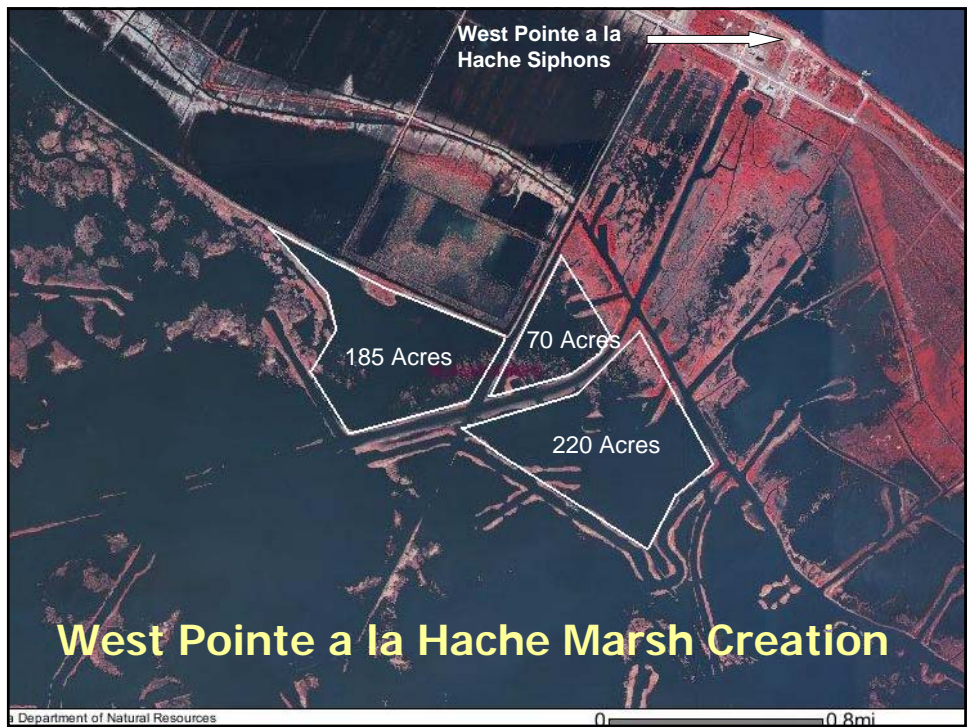 West Pointe a la
Hache Siphons
70 Acres
185 Acres
220 Acres
West Pointe a la Hache Marsh Creation
a Department of Natural Resources
0 0.8mi